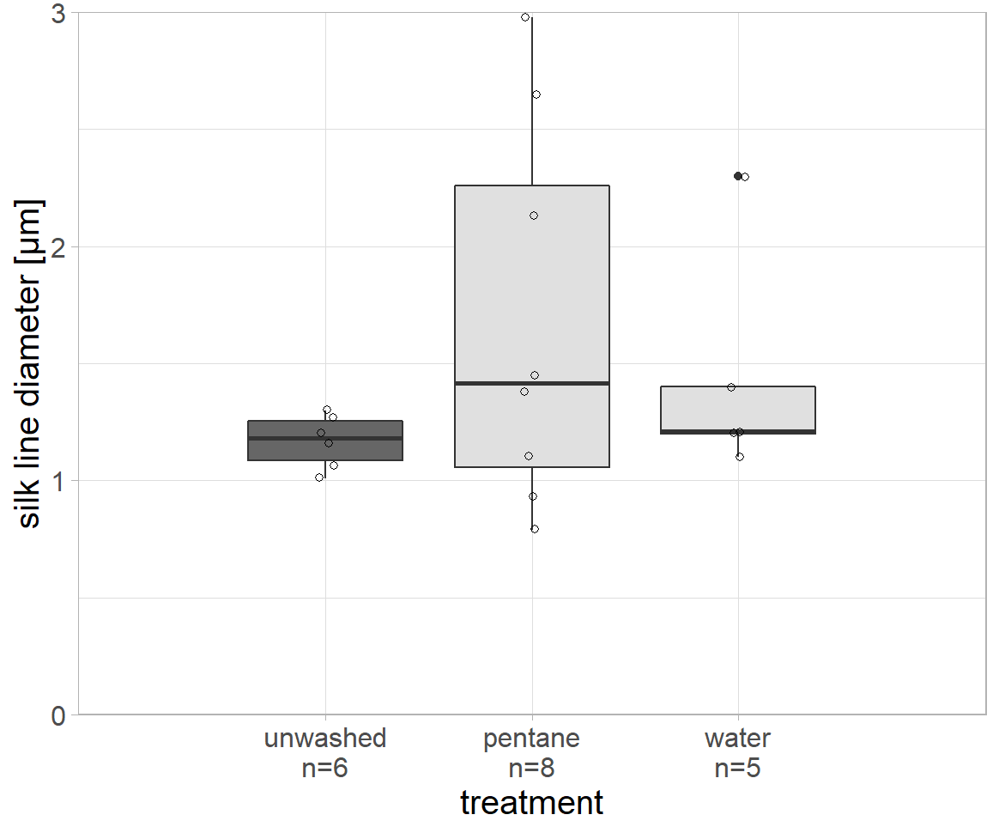 silk line diameter [µm]
3
2
1
0
unwashed
n=6
pentane
n=8
water
n=5
treatment